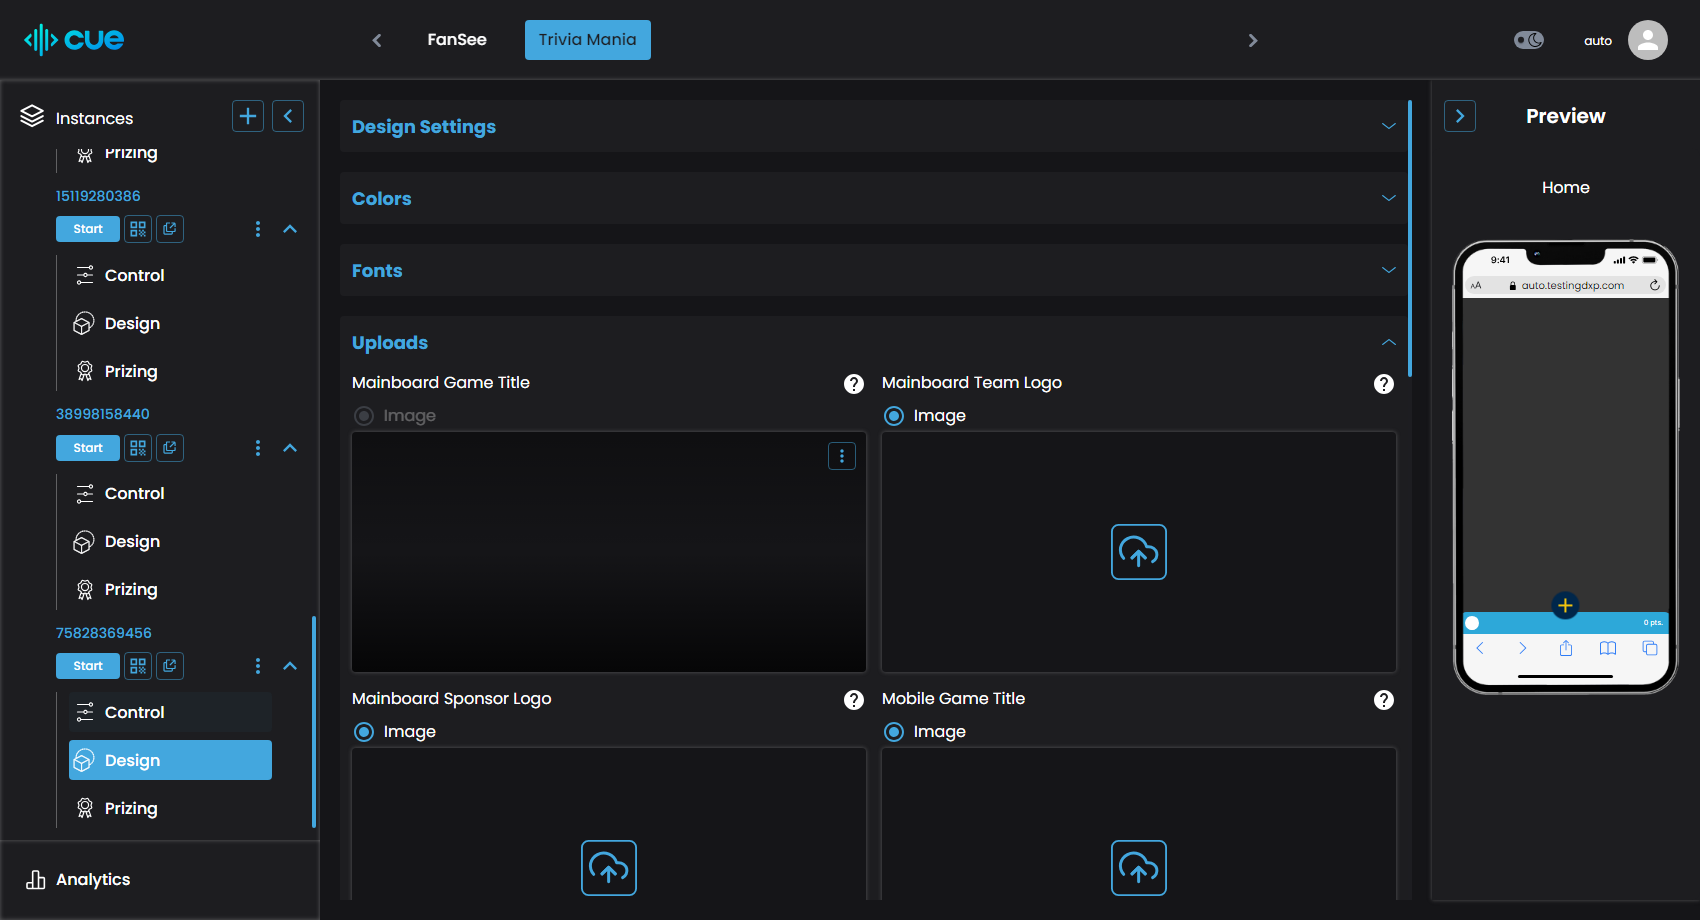 cue
FanSee
Trivia Mania
auto
Instances
Prizing
15119280386
Start
Control
Design
Prizing
38998158440
Start
Control
Design
Prizing
75828369456
Start
Control
Design
Prizing
Analytics
Design Settings
Colors
Fonts
Uploads
Mainboard Game Title
?
Image
Mainboard Team Logo
?
Image
Mainboard Sponsor Logo
?
Image
Mobile Game Title
?
Image
Preview
Home
9:41
AA
auto.testingdxp.com
0 pts.